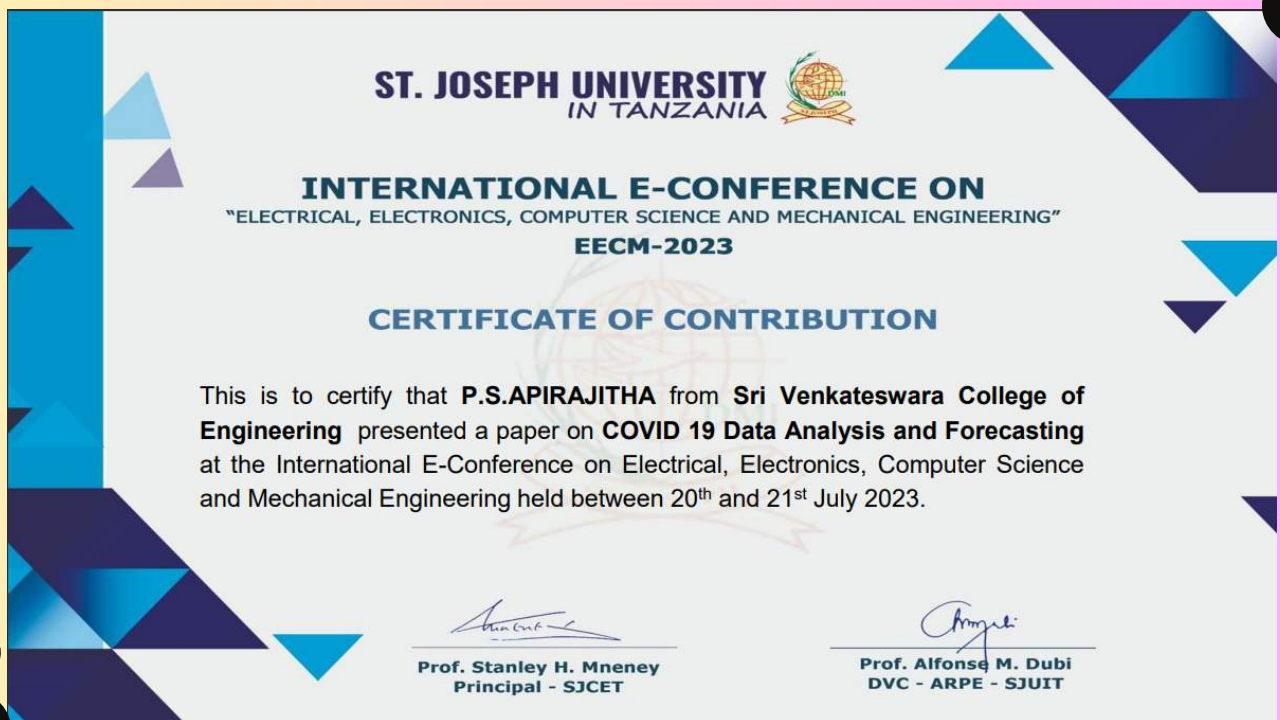 ST. JOSEPH UNIVERSITY
IN TANZANIA
DMI
ST. JOSEPH
INTERNATIONAL E-CONFERENCE ON
“ELECTRICAL, ELECTRONICS, COMPUTER SCIENCE AND MECHANICAL ENGINEERING”
EECM-2023
CERTIFICATE OF CONTRIBUTION
This is to certify that P.S.APIRAJITHA from Sri Venkateswara College of
Engineering presented a paper on COVID 19 Data Analysis and Forecasting
at the International E-Conference on Electrical, Electronics, Computer Science
and Mechanical Engineering held between 20th and 21st July 2023.
Prof. Stanley H. Mneney
Principal - SJCET
Prof. Alfonse M. Dubi
DVC - ARPE - SJUIT